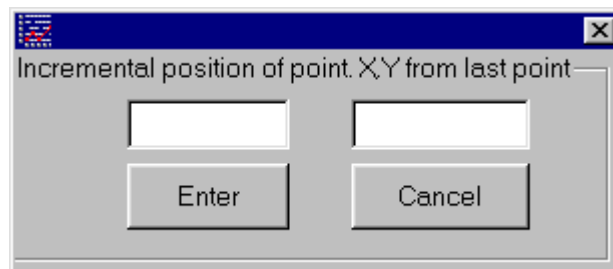 Incremental position of point. X,Y from last point
Enter
Cancel